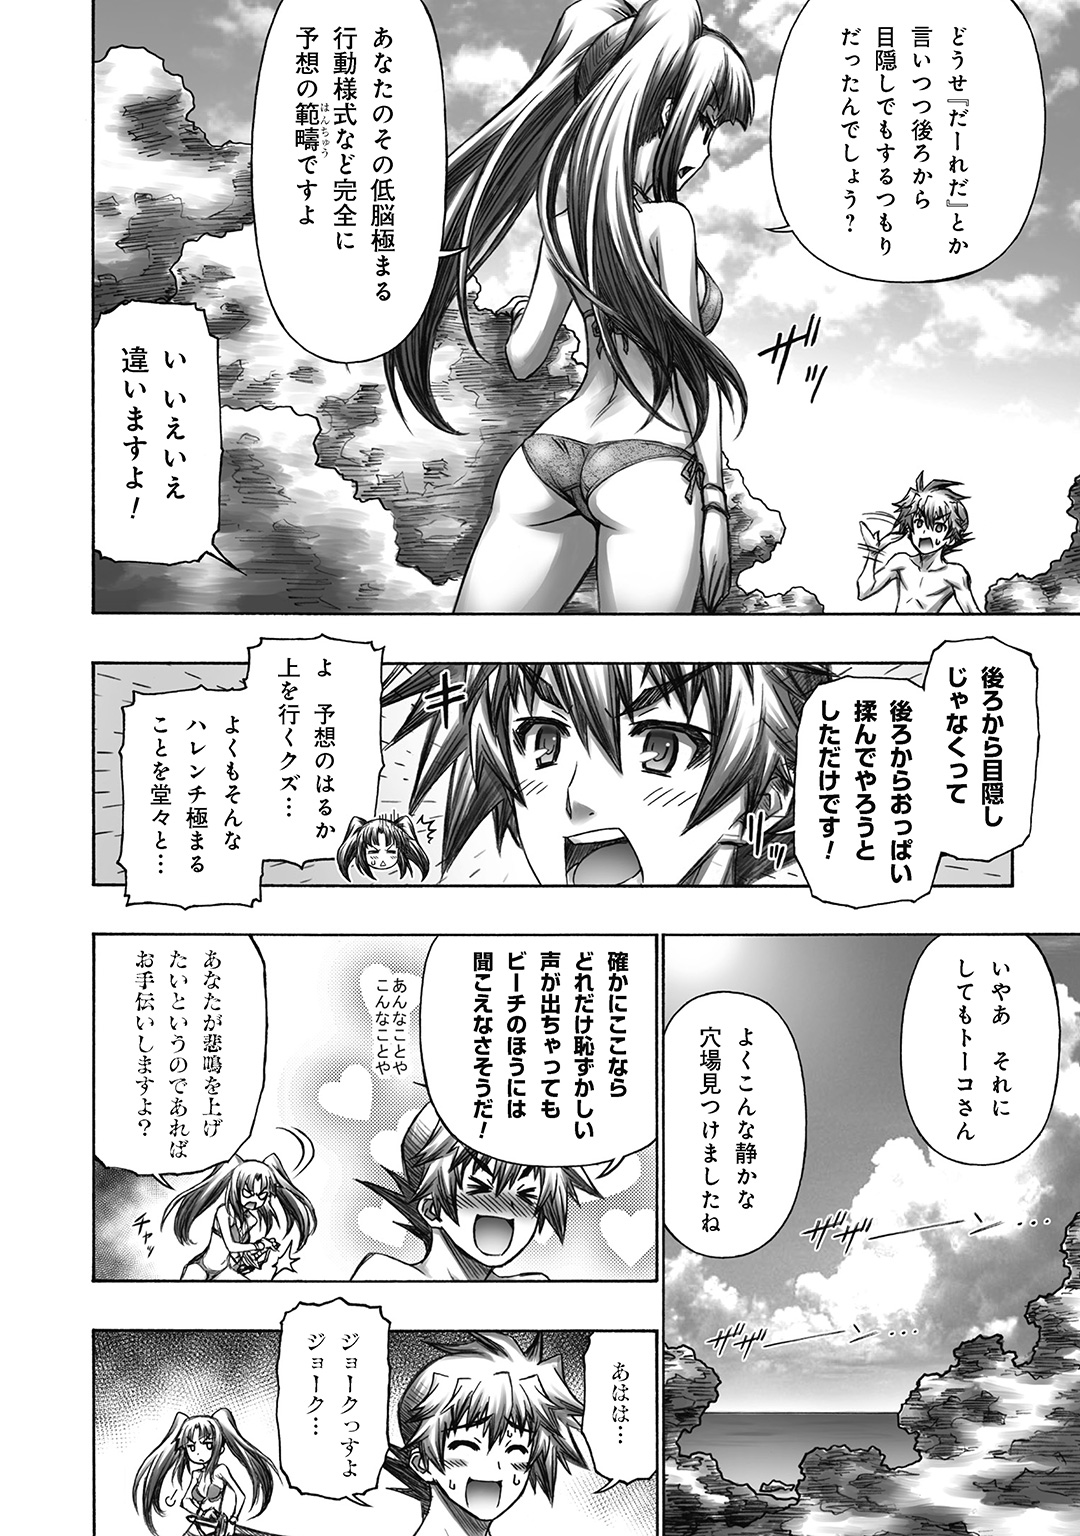 どうせ『だーれだ』とか
言いつつ後ろから
目隠しでもするつもり
だったんでしょう？
あなたのその低脳極まる
行動様式など完全に
予想の範疇ですよ
はんちゅう
い いえいえ
違いますよ！
後ろから目隠し
じゃなくって
後ろからおっぱい
揉んでやろうと
しただけです！
キ
よ 予想のはるか
上を行くクズ…
よくもそんな
ハレンチ極まる
ことを堂々と…
いやあ それに
してもトーコさん
よくこんな静かな
穴場見つけましたね
確かにここなら
どれだけ恥ずかしい
声が出ちゃっても
ビーチのほうには
聞こえなさそうだ！
あんなことや
こんなことや
あなたが悲鳴を上げ
たいというのであれば
お手伝いしますよ？
チャッ
あはは…
ジョークっすよ
ジョーク…